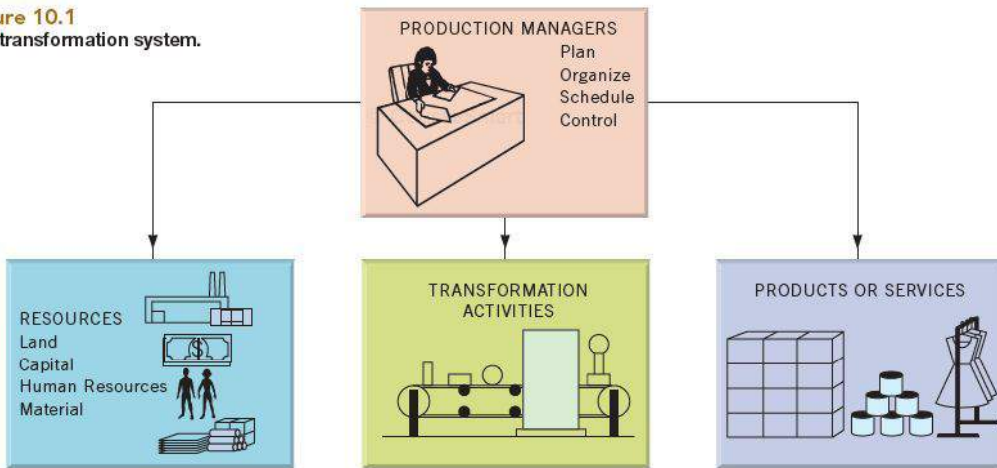 ure 10.1
transformation system.
PRODUCTION MANAGERS
Plan
Organize
Schedule
Control
RESOURCES
Land
Capital
Human Resources
Material
$
TRANSFORMATION
ACTIVITIES
PRODUCTS OR SERVICES